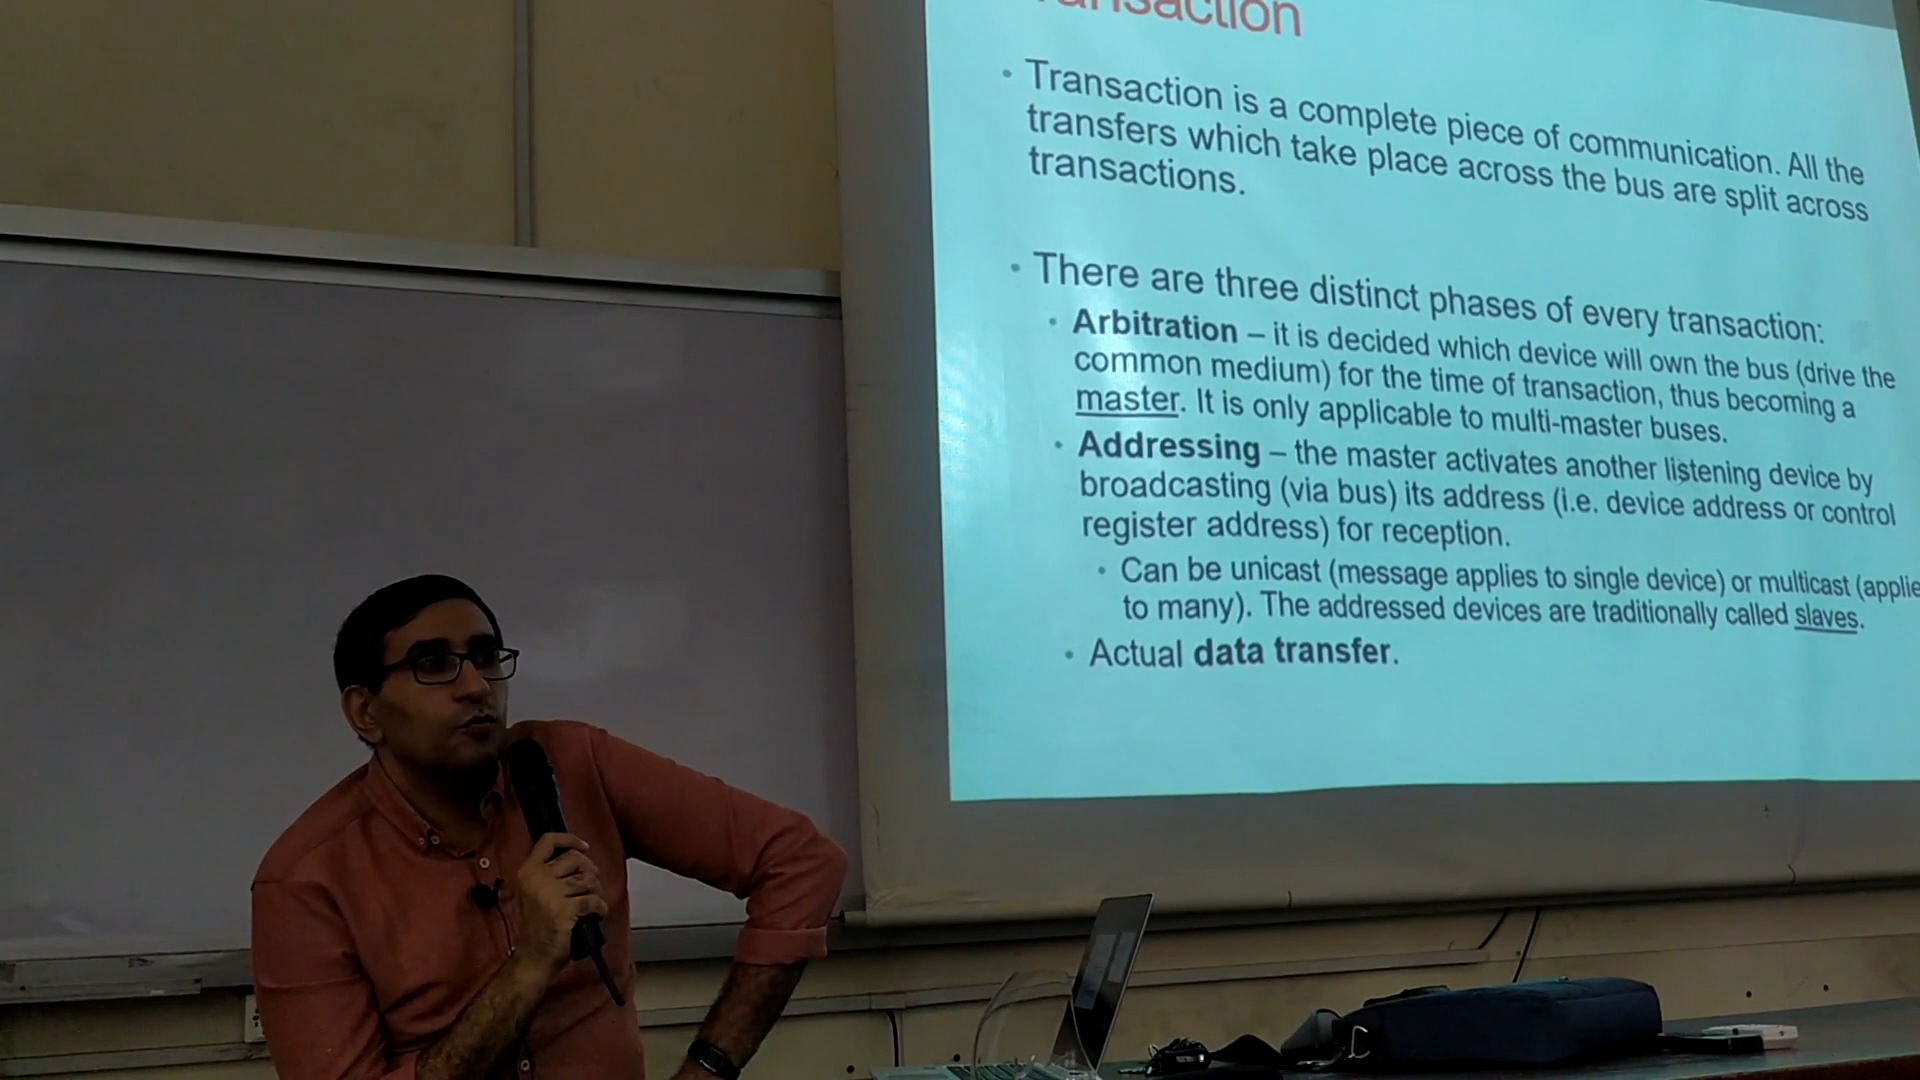 • Transaction is a complete piece of communication. All the
transfers which take place across the bus are split across
transactions.
• There are three distinct phases of every transaction:
• Arbitration – it is decided which device will own the bus (drive the
common medium) for the time of transaction, thus becoming a
master. It is only applicable to multi-master buses.
• Addressing – the master activates another listening device by
broadcasting (via bus) its address (i.e. device address or control
register address) for reception.
• Can be unicast (message applies to single device) or multicast (applie
to many). The addressed devices are traditionally called slaves.
• Actual data transfer.